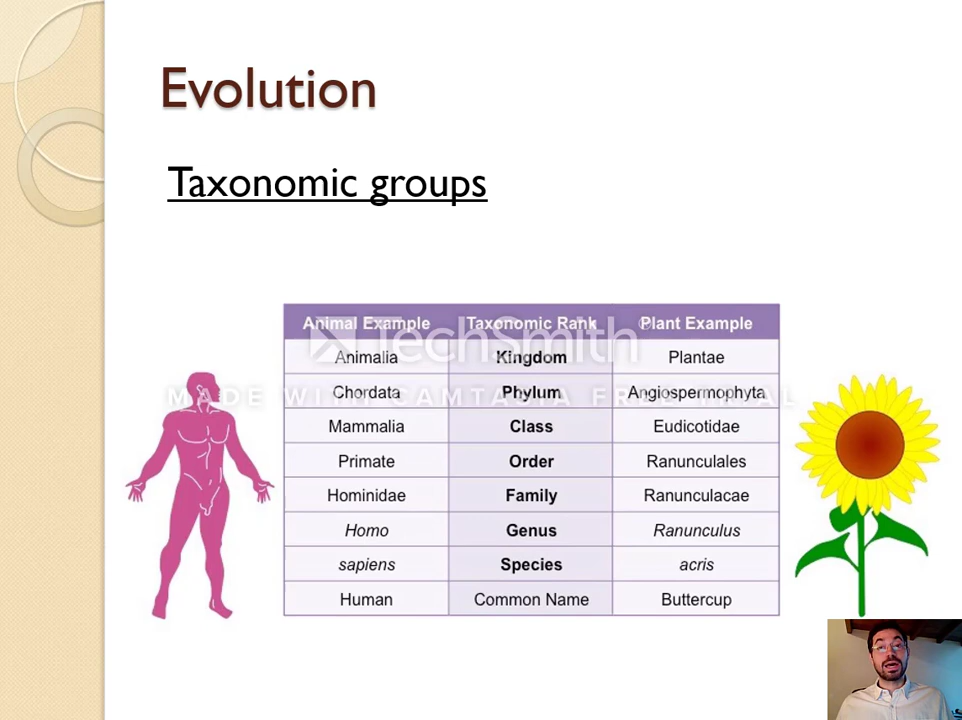 Evolution
Taxonomic groups
Animal Example Taxonomic Rank Plant Example
TechSmith®
Animalia Kingdom Plantae
Chordata Phylum Angiospermophyta
MADE WITH CAMTASIA FREE TRIAL
Mammalia Class Eudicotidae
Primate Order Ranunculales
Hominidae Family Ranunculacae
Homo Genus Ranunculus
sapiens Species acris
Human Common Name Buttercup